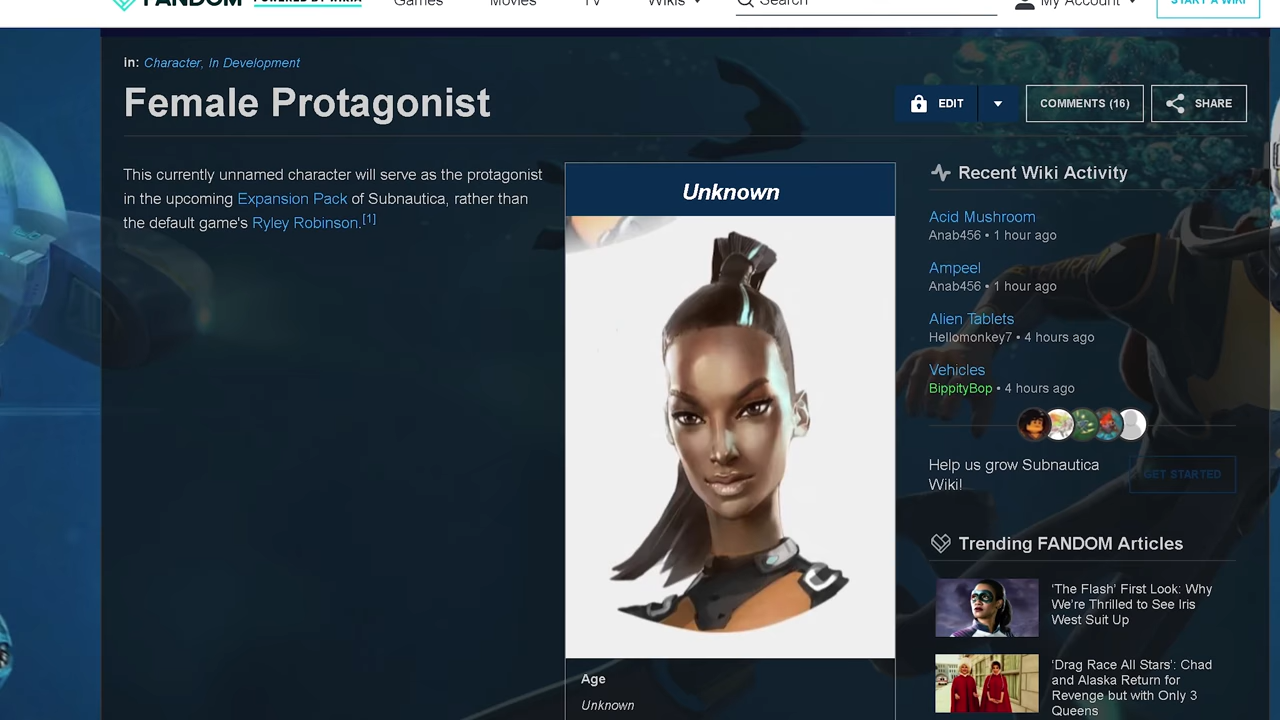 FANDOM POWERED BY WIKIA Games Movies TV Wikis Search My Account START A WIKI
in: Character, In Development
Female Protagonist
EDIT
COMMENTS (16)
SHARE
This currently unnamed character will serve as the protagonist
in the upcoming Expansion Pack of Subnautica, rather than
the default game's Ryley Robinson.[1]
Unknown
Age
Unknown
Recent Wiki Activity
Acid Mushroom
Anab456 • 1 hour ago
Ampeel
Anab456 • 1 hour ago
Alien Tablets
Hellomonkey7 • 4 hours ago
Vehicles
BippityBop • 4 hours ago
Help us grow Subnautica
Wiki!
GET STARTED
Trending FANDOM Articles
'The Flash' First Look: Why
We're Thrilled to See Iris
West Suit Up
'Drag Race All Stars': Chad
and Alaska Return for
Revenge but with Only 3
Queens